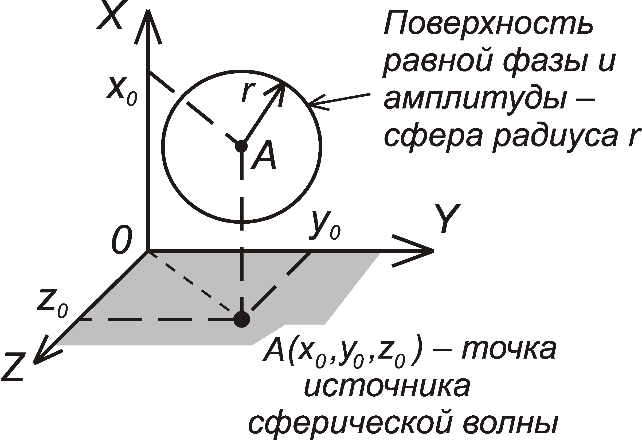 X
Поверхность
равной фазы и
амплитуды –
сфера радиуса r
x₀
r
A
0
y₀
Y
z₀
Z
A(x₀,y₀,z₀) – точка
источника
сферической волны